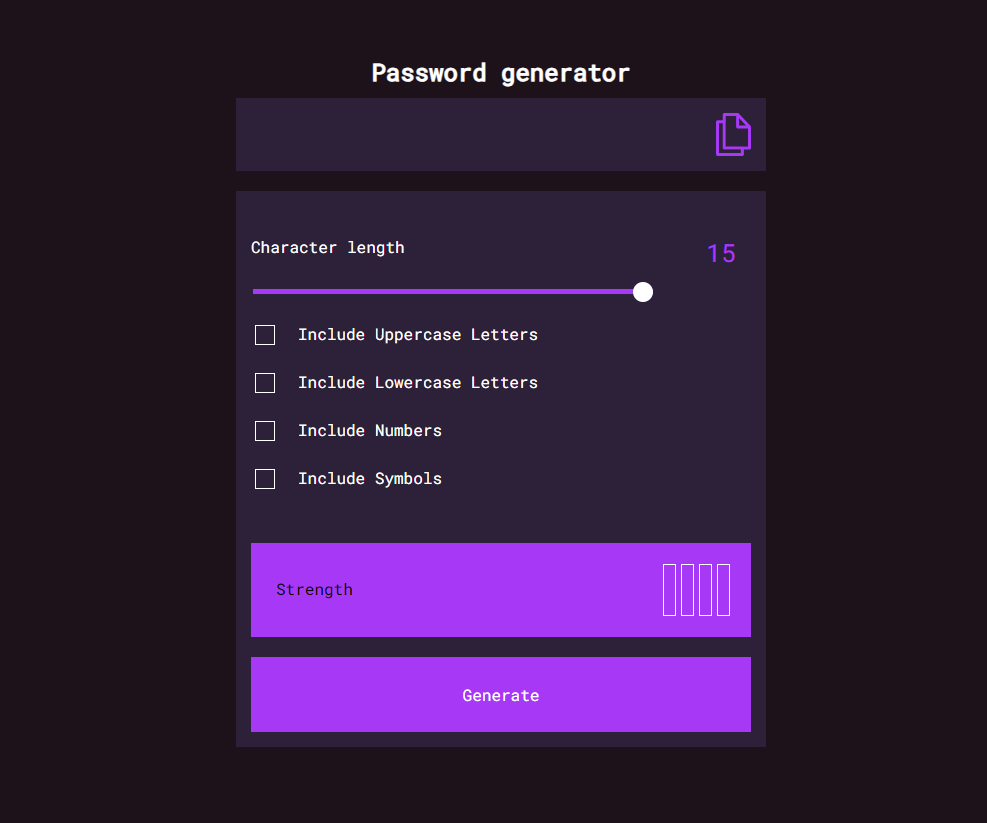 Password generator
Character length
15
Include Uppercase Letters
Include Lowercase Letters
Include Numbers
Include Symbols
Strength
Generate